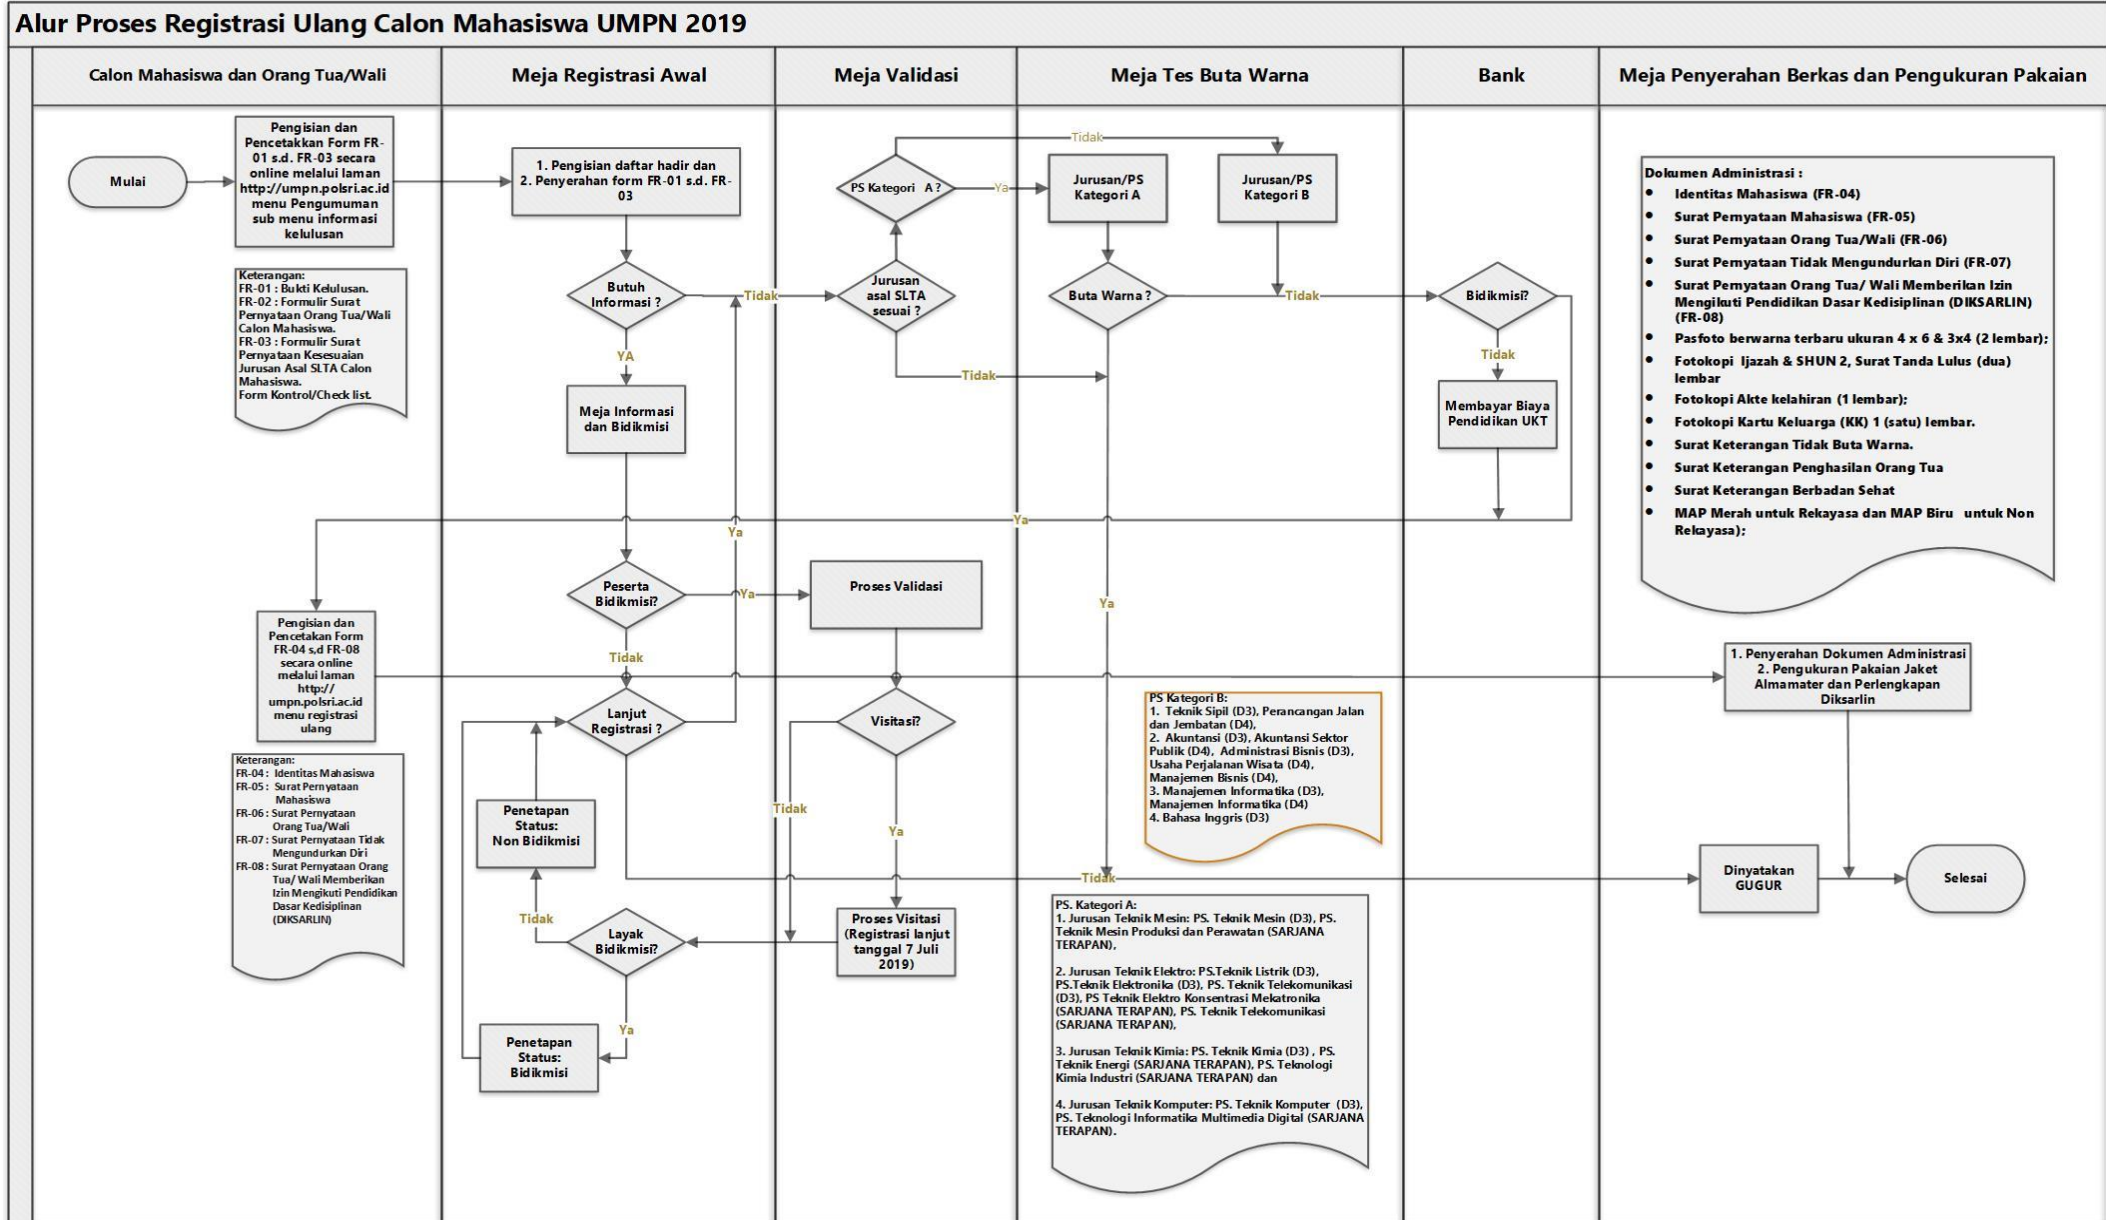 Alur Proses Registrasi Ulang Calon Mahasiswa UMPN 2019
Calon Mahasiswa dan Orang Tua/Wali
Meja Registrasi Awal
Meja Validasi
Meja Tes Buta Warna
Bank
Meja Penyerahan Berkas dan Pengukuran Pakaian
Mulai
Pengisian dan
Pencetakkan Form FR-
01 s.d. FR-03 secara
online melalui laman
http://umpn.polsri.ac.id
menu Pengumuman
sub menu informasi
kelulusan
Keterangan:
FR-01 : Bukti Kelulusan.
FR-02 : Formulir Surat
Pernyataan Orang Tua/Wali
Calon Mahasiswa.
FR-03 : Formulir Surat
Pernyataan Kesesuaian
Jurusan Asal SLTA Calon
Mahasiswa.
Form Kontrol/Check list.
Pengisian dan
Pencetakan Form
FR-04 s,d FR-08
secara online
melalui laman
http://
umpn.polsri.ac.id
menu registrasi
ulang
Keterangan:
FR-04 : Identitas Mahasiswa
FR-05 : Surat Pernyataan
Mahasiswa
FR-06 : Surat Pernyataan
Orang Tua/Wali
FR-07 : Surat Pernyataan Tidak
Mengundurkan Diri
FR-08 : Surat Pernyataan Orang
Tua/ Wali Memberikan
Izin Mengikuti Pendidikan
Dasar Kedisiplinan
(DIKSARLIN)
1. Pengisian daftar hadir dan
2. Penyerahan form FR-01 s.d. FR-
03
Butuh
Informasi ?
Tidak
YA
Meja Informasi
dan Bidikmisi
Ya
Peserta
Bidikmisi?
Ya
Tidak
Lanjut
Registrasi ?
Penetapan
Status:
Non Bidikmisi
Tidak
Layak
Bidikmisi?
Ya
Penetapan
Status:
Bidikmisi
PS Kategori A ?
Tidak
Ya
Jurusan
asal SLTA
sesuai ?
Tidak
Proses Validasi
Visitasi?
Tidak
Ya
Proses Visitasi
(Registrasi lanjut
tanggal 7 Juli
2019)
Jurusan/PS
Kategori A
Jurusan/PS
Kategori B
Buta Warna ?
Tidak
Ya
Ya
PS Kategori B:
1. Teknik Sipil (D3), Perancangan Jalan
dan Jembatan (D4),
2. Akuntansi (D3), Akuntansi Sektor
Publik (D4), Administrasi Bisnis (D3),
Usaha Perjalanan Wisata (D4),
Manajemen Bisnis (D4),
3. Manajemen Informatika (D3),
Manajemen Informatika (D4)
4. Bahasa Inggris (D3)
Tidak
PS. Kategori A:
1. Jurusan Teknik Mesin: PS. Teknik Mesin (D3), PS.
Teknik Mesin Produksi dan Perawatan (SARJANA
TERAPAN),
2. Jurusan Teknik Elektro: PS.Teknik Listrik (D3),
PS.Teknik Elektronika (D3), PS. Teknik Telekomunikasi
(D3), PS Teknik Elektro Konsentrasi Mekatronika
(SARJANA TERAPAN), PS. Teknik Telekomunikasi
(SARJANA TERAPAN),
3. Jurusan Teknik Kimia: PS. Teknik Kimia (D3) , PS.
Teknik Energi (SARJANA TERAPAN), PS. Teknologi
Kimia Industri (SARJANA TERAPAN) dan
4. Jurusan Teknik Komputer: PS. Teknik Komputer (D3),
PS. Teknologi Informatika Multimedia Digital (SARJANA
TERAPAN).
Bidikmisi?
Tidak
Membayar Biaya
Pendidikan UKT
Dokumen Administrasi :
• Identitas Mahasiswa (FR-04)
• Surat Pernyataan Mahasiswa (FR-05)
• Surat Pernyataan Orang Tua/Wali (FR-06)
• Surat Pernyataan Tidak Mengundurkan Diri (FR-07)
• Surat Pernyataan Orang Tua/ Wali Memberikan Izin
Mengikuti Pendidikan Dasar Kedisiplinan (DIKSARLIN)
(FR-08)
• Pasfoto berwarna terbaru ukuran 4 x 6 & 3x4 (2 lembar);
• Fotokopi Ijazah & SHUN 2, Surat Tanda Lulus (dua)
lembar
• Fotokopi Akte kelahiran (1 lembar);
• Fotokopi Kartu Keluarga (KK) 1 (satu) lembar.
• Surat Keterangan Tidak Buta Warna.
• Surat Keterangan Penghasilan Orang Tua
• Surat Keterangan Berbadan Sehat
• MAP Merah untuk Rekayasa dan MAP Biru untuk Non
Rekayasa);
1. Penyerahan Dokumen Administrasi
2. Pengukuran Pakaian Jaket
Almamater dan Perlengkapan
Diksarlin
Dinyatakan
GUGUR
Selesai